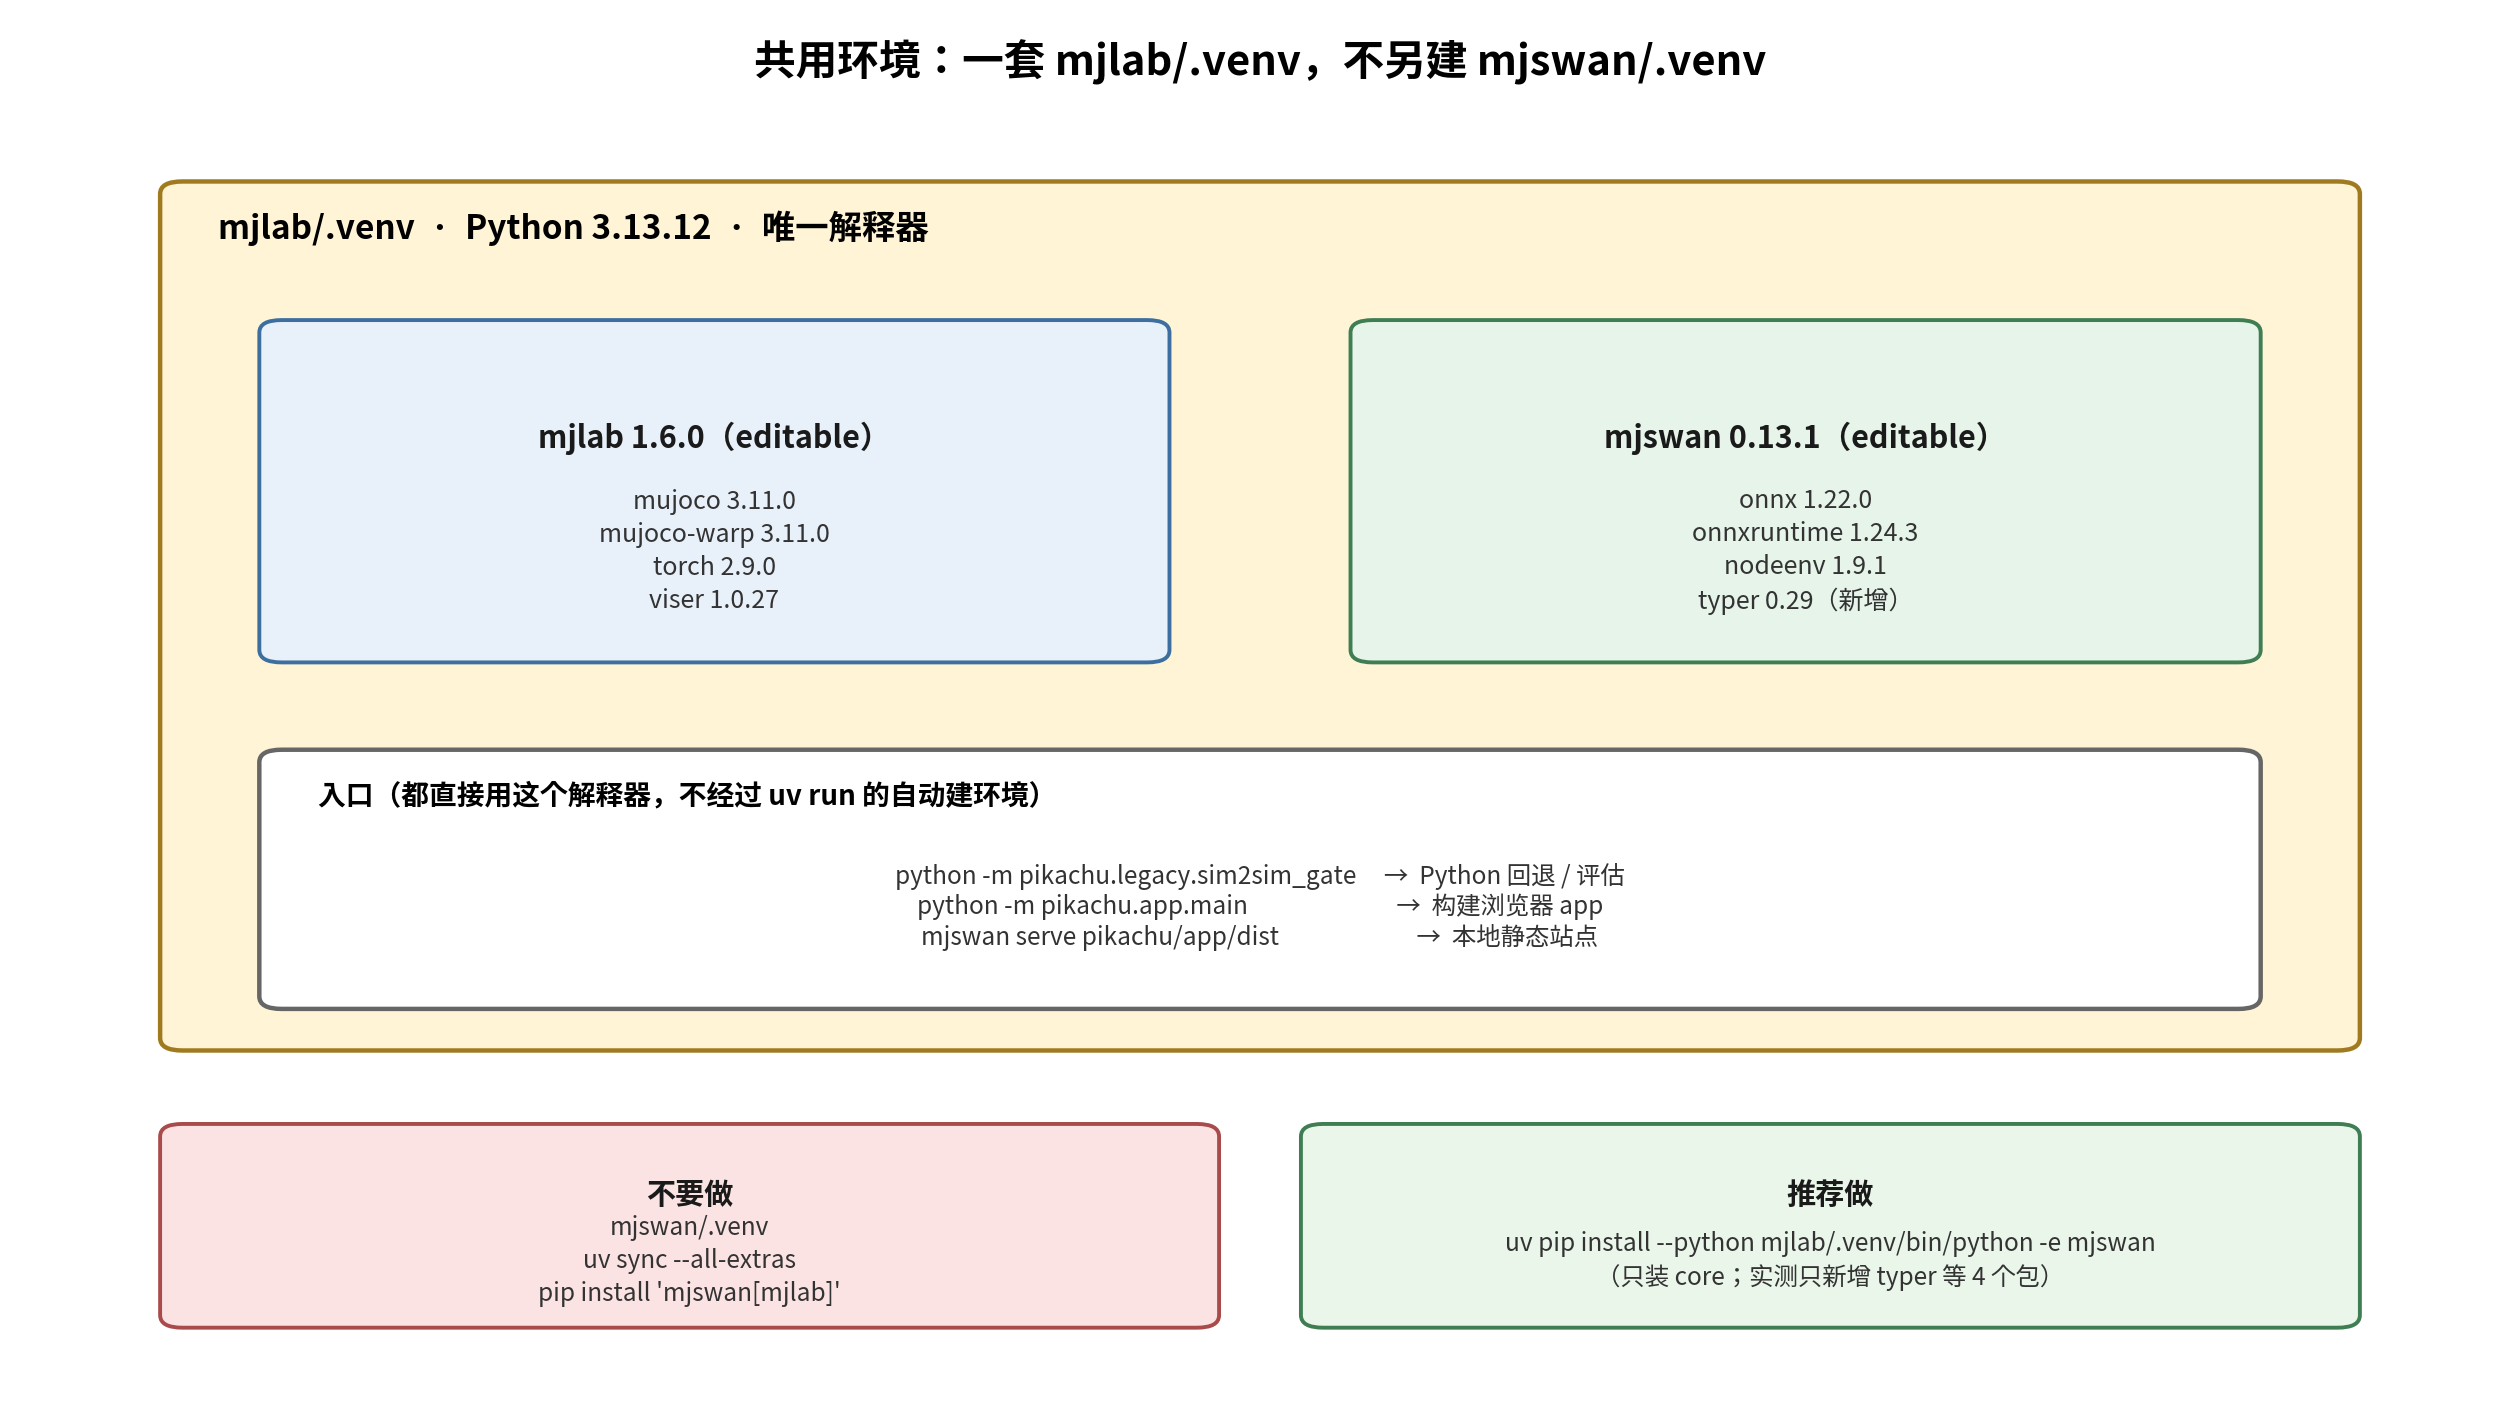 共用环境：一套 mjlab/.venv，不另建 mjswan/.venv
mjlab/.venv · Python 3.13.12 · 唯一解释器
mjlab 1.6.0（editable）
mujoco 3.11.0
mujoco-warp 3.11.0
torch 2.9.0
viser 1.0.27
mjswan 0.13.1（editable）
onnx 1.22.0
onnxruntime 1.24.3
nodeenv 1.9.1
typer 0.29（新增）
入口（都直接用这个解释器，不经过 uv run 的自动建环境）
python -m pikachu.legacy.sim2sim_gate → Python 回退 / 评估
python -m pikachu.app.main → 构建浏览器 app
mjswan serve pikachu/app/dist → 本地静态站点
不要做
mjswan/.venv
uv sync --all-extras
pip install 'mjswan[mjlab]'
推荐做
uv pip install --python mjlab/.venv/bin/python -e mjswan
（只装 core；实测只新增 typer 等 4 个包）